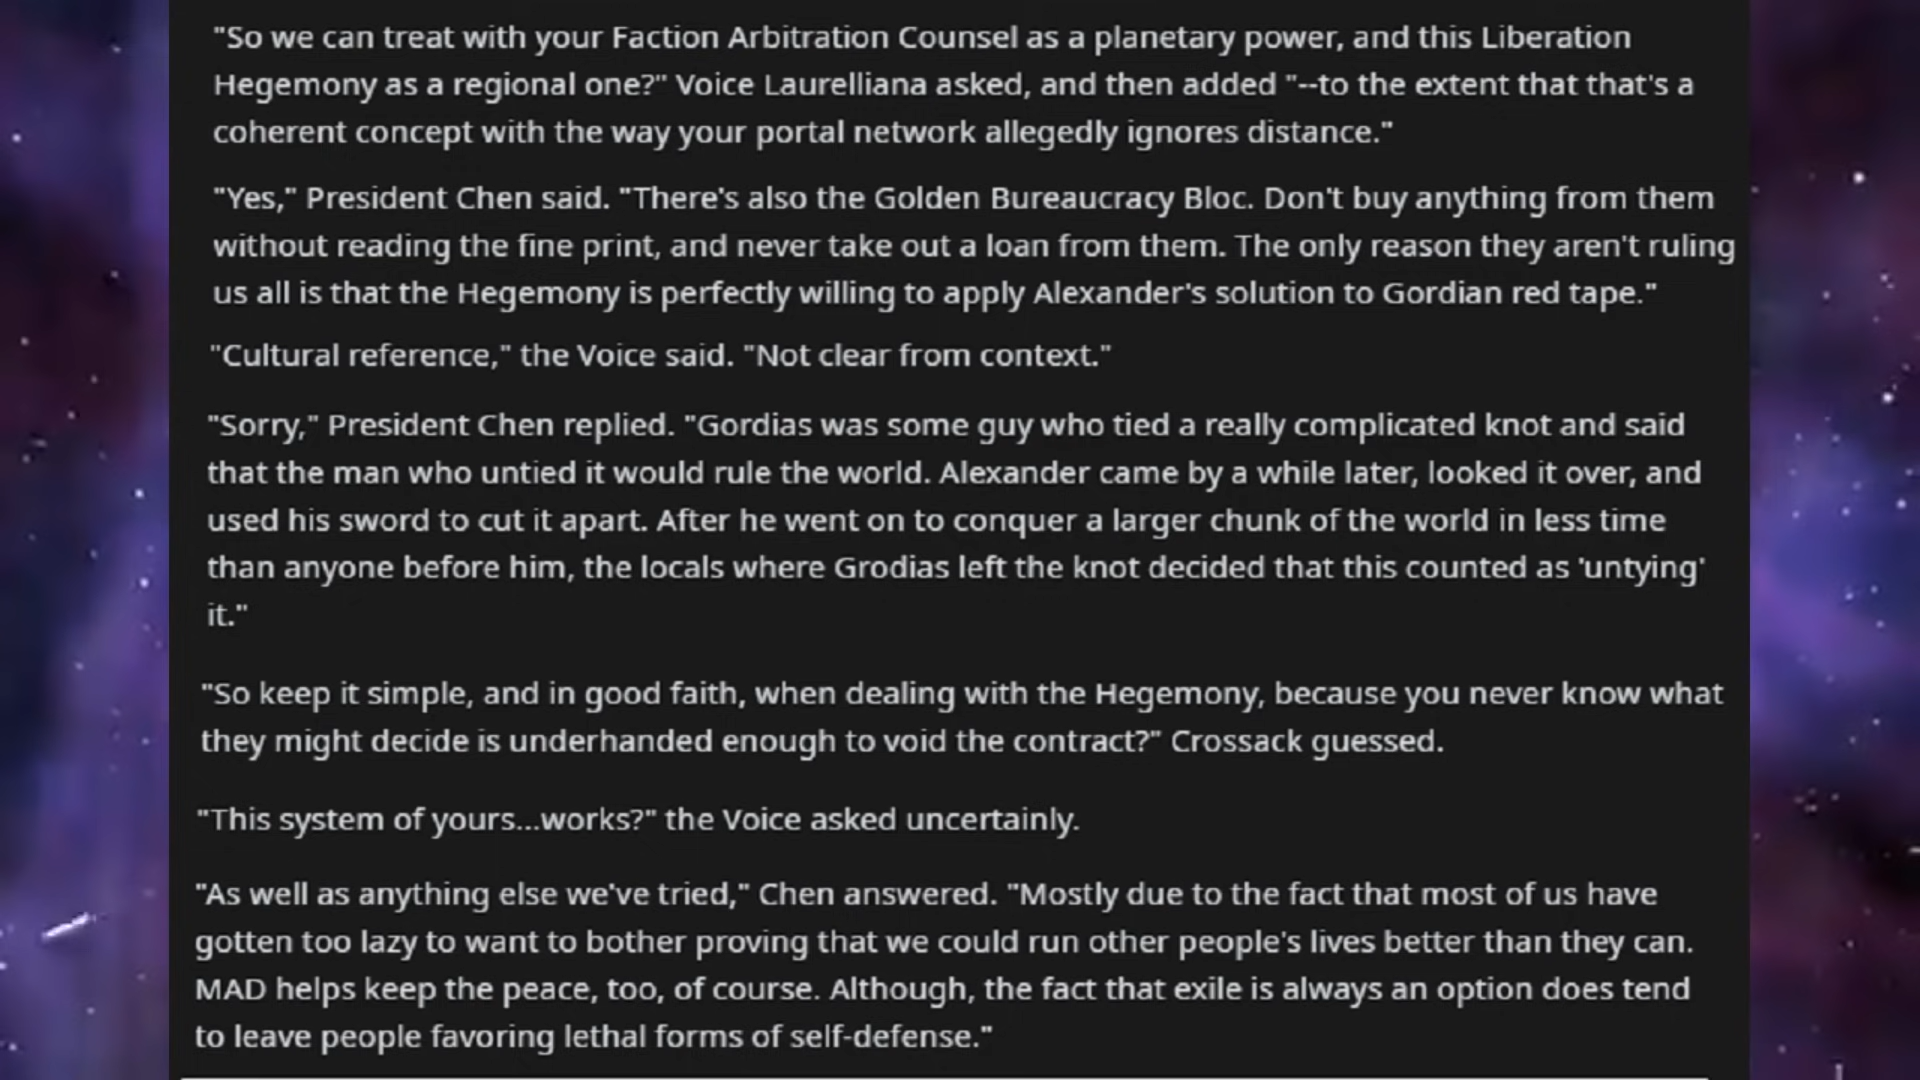 "So we can treat with your Faction Arbitration Counsel as a planetary power, and this Liberation
Hegemony as a regional one?" Voice Laurelliana asked, and then added "--to the extent that that's a
coherent concept with the way your portal network allegedly ignores distance."
"Yes," President Chen said. "There's also the Golden Bureaucracy Bloc. Don't buy anything from them
without reading the fine print, and never take out a loan from them. The only reason they aren't ruling
us all is that the Hegemony is perfectly willing to apply Alexander's solution to Gordian red tape."
"Cultural reference," the Voice said. "Not clear from context."
"Sorry," President Chen replied. "Gordias was some guy who tied a really complicated knot and said
that the man who untied it would rule the world. Alexander came by a while later, looked it over, and
used his sword to cut it apart. After he went on to conquer a larger chunk of the world in less time
than anyone before him, the locals where Grodias left the knot decided that this counted as 'untying'
it."
"So keep it simple, and in good faith, when dealing with the Hegemony, because you never know what
they might decide is underhanded enough to void the contract?" Crossack guessed.
"This system of yours...works?" the Voice asked uncertainly.
"As well as anything else we've tried," Chen answered. "Mostly due to the fact that most of us have
gotten too lazy to want to bother proving that we could run other people's lives better than they can.
MAD helps keep the peace, too, of course. Although, the fact that exile is always an option does tend
to leave people favoring lethal forms of self-defense."